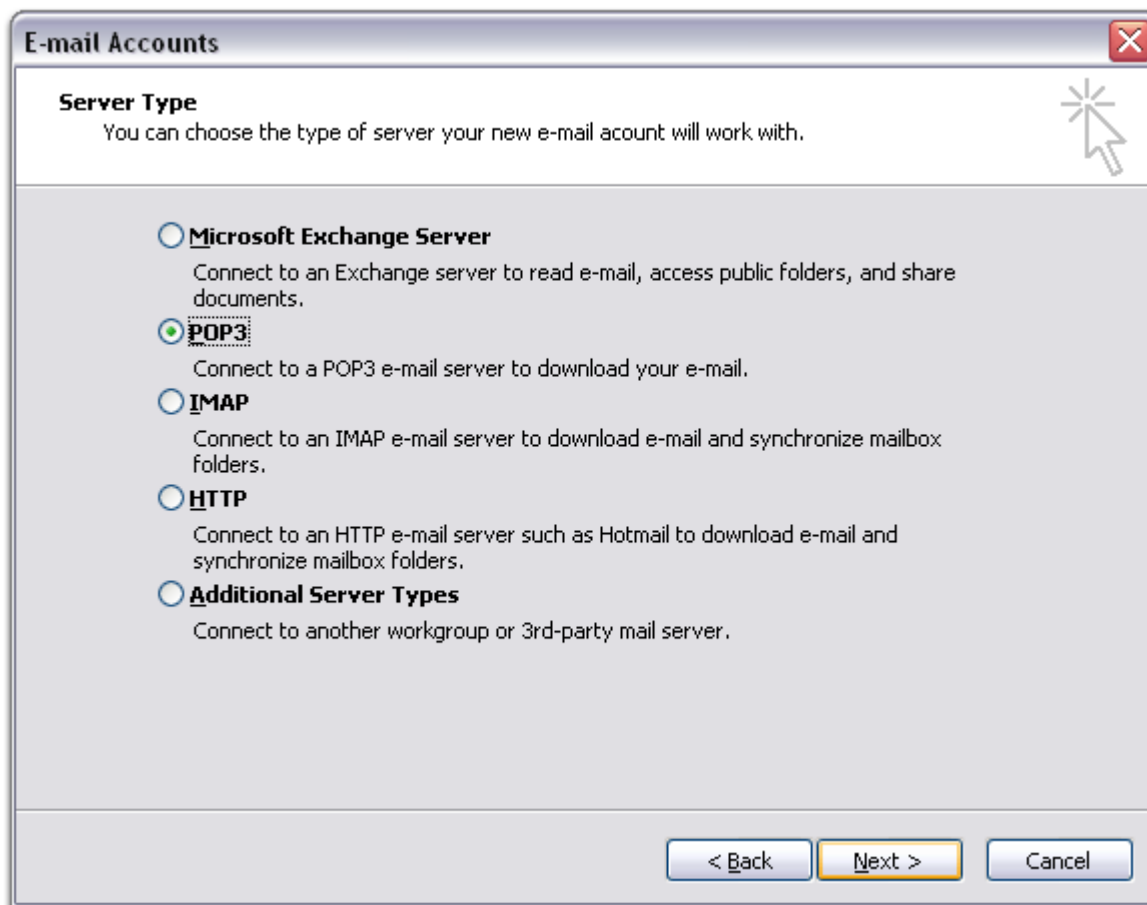 E-mail Accounts
Server Type
You can choose the type of server your new e-mail acount will work with.
Microsoft Exchange Server
Connect to an Exchange server to read e-mail, access public folders, and share
documents.
POP3
Connect to a POP3 e-mail server to download your e-mail.
IMAP
Connect to an IMAP e-mail server to download e-mail and synchronize mailbox
folders.
HTTP
Connect to an HTTP e-mail server such as Hotmail to download e-mail and
synchronize mailbox folders.
Additional Server Types
Connect to another workgroup or 3rd-party mail server.
< Back Next > Cancel